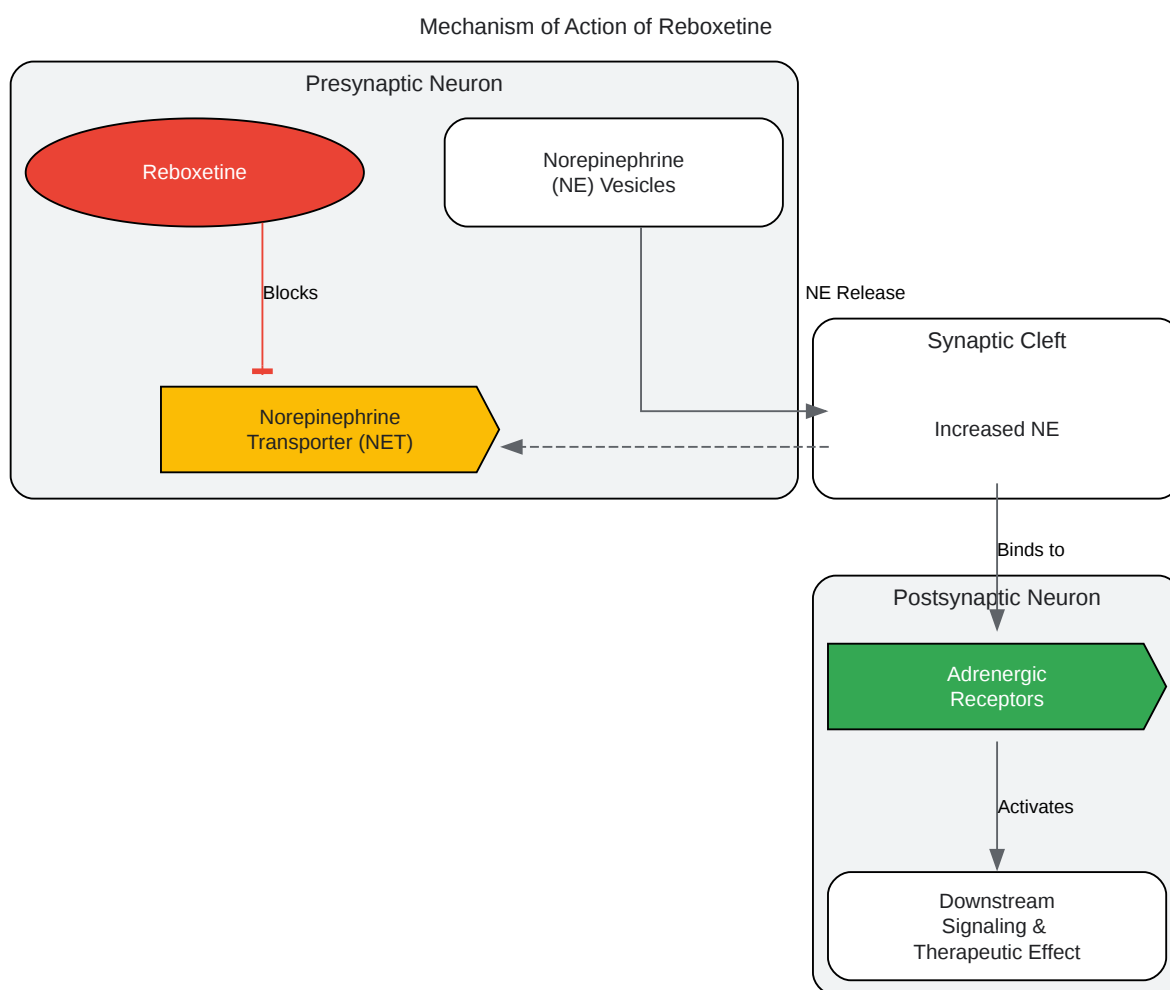 Mechanism of Action of Reboxetine
Presynaptic Neuron
Reboxetine
Norepinephrine
(NE) Vesicles
Blocks
NE Release
Norepinephrine
Transporter (NET)
Synaptic Cleft
Increased NE
Binds to
Postsynaptic Neuron
Adrenergic
Receptors
Activates
Downstream
Signaling &
Therapeutic Effect